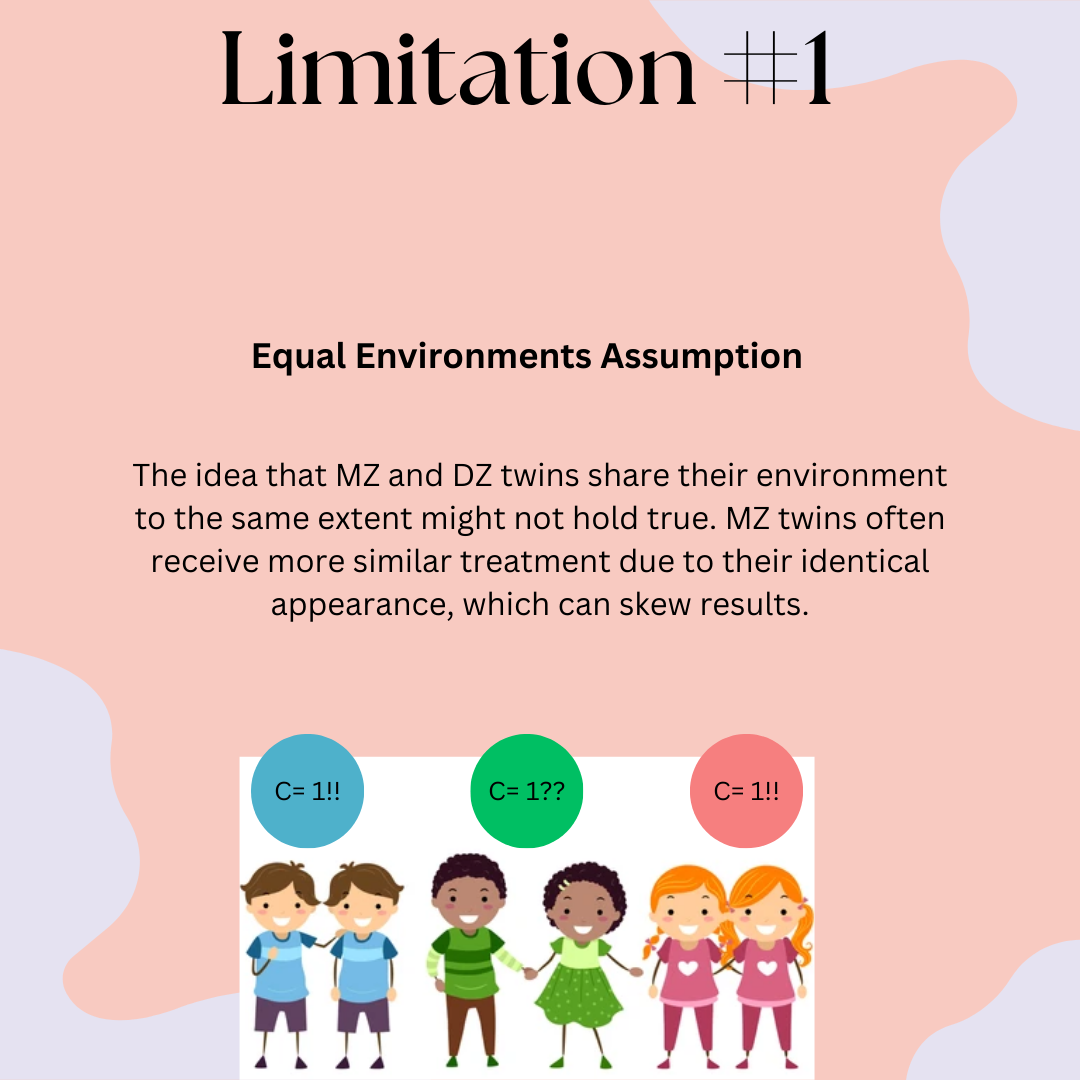 Limitation #1
Equal Environments Assumption
The idea that MZ and DZ twins share their environment
to the same extent might not hold true. MZ twins often
receive more similar treatment due to their identical
appearance, which can skew results.
C= 1!!
C= 1??
C= 1!!